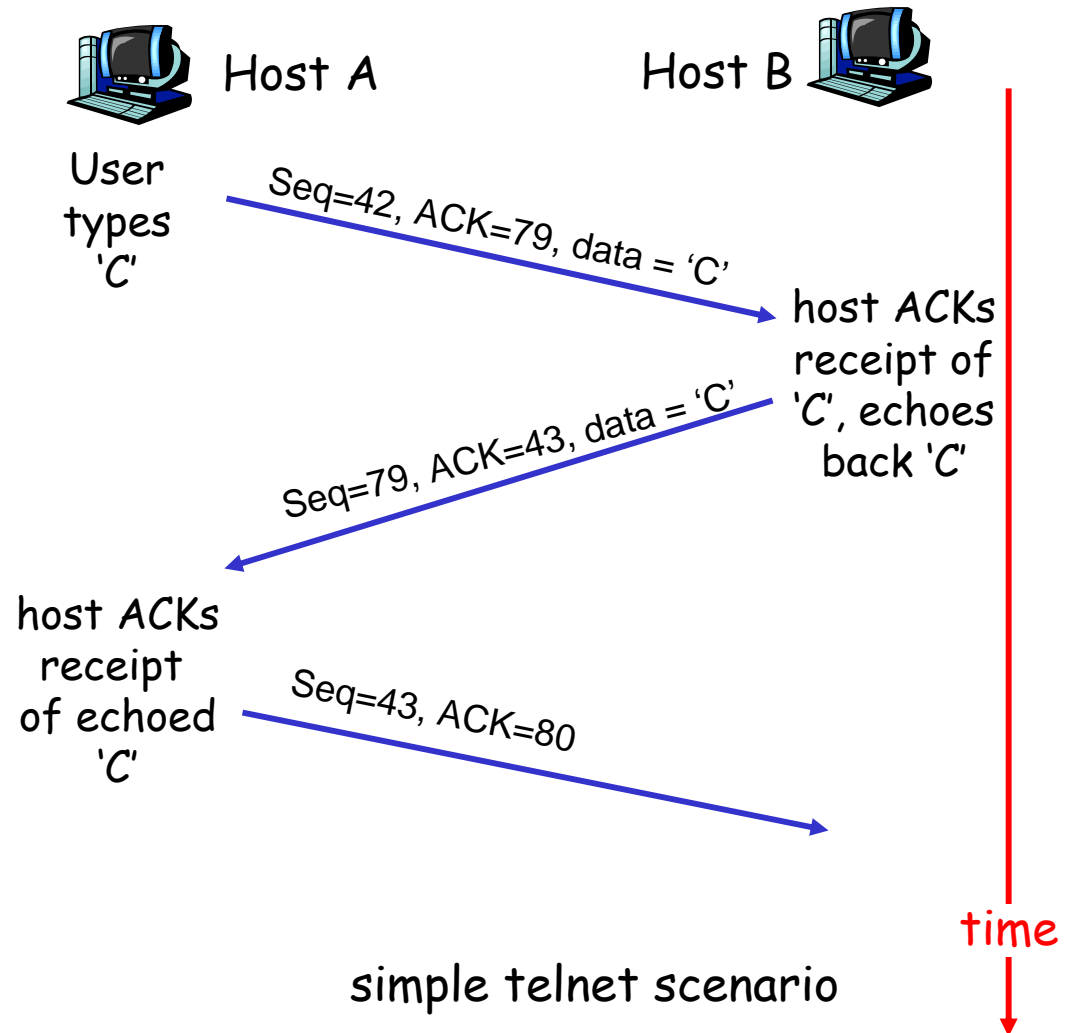 Host A
Host B
User
types
‘C’
Seq=42, ACK=79, data = ‘C’
host ACKs
receipt of
‘C’, echoes
back ‘C’
Seq=79, ACK=43, data = ‘C’
host ACKs
receipt
of echoed
‘C’
Seq=43, ACK=80
time
simple telnet scenario